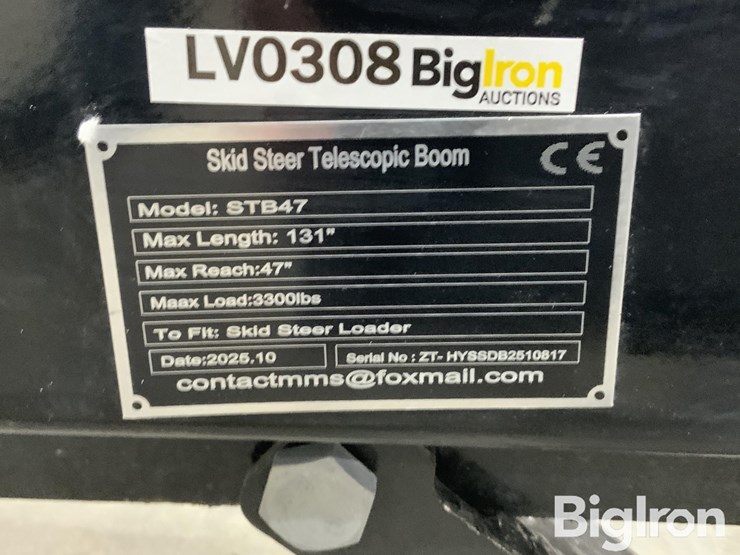 LV0308 BigIron
AUCTIONS
Skid Steer Telescopic Boom CE
Model: STB47
Max Length: 131"
Max Reach:47"
Maax Load:3300lbs
To Fit: Skid Steer Loader
Date:2025.10 Serial No : ZT- HYSSDB2510817
contactmms@foxmail.com
BigIron
Auctions